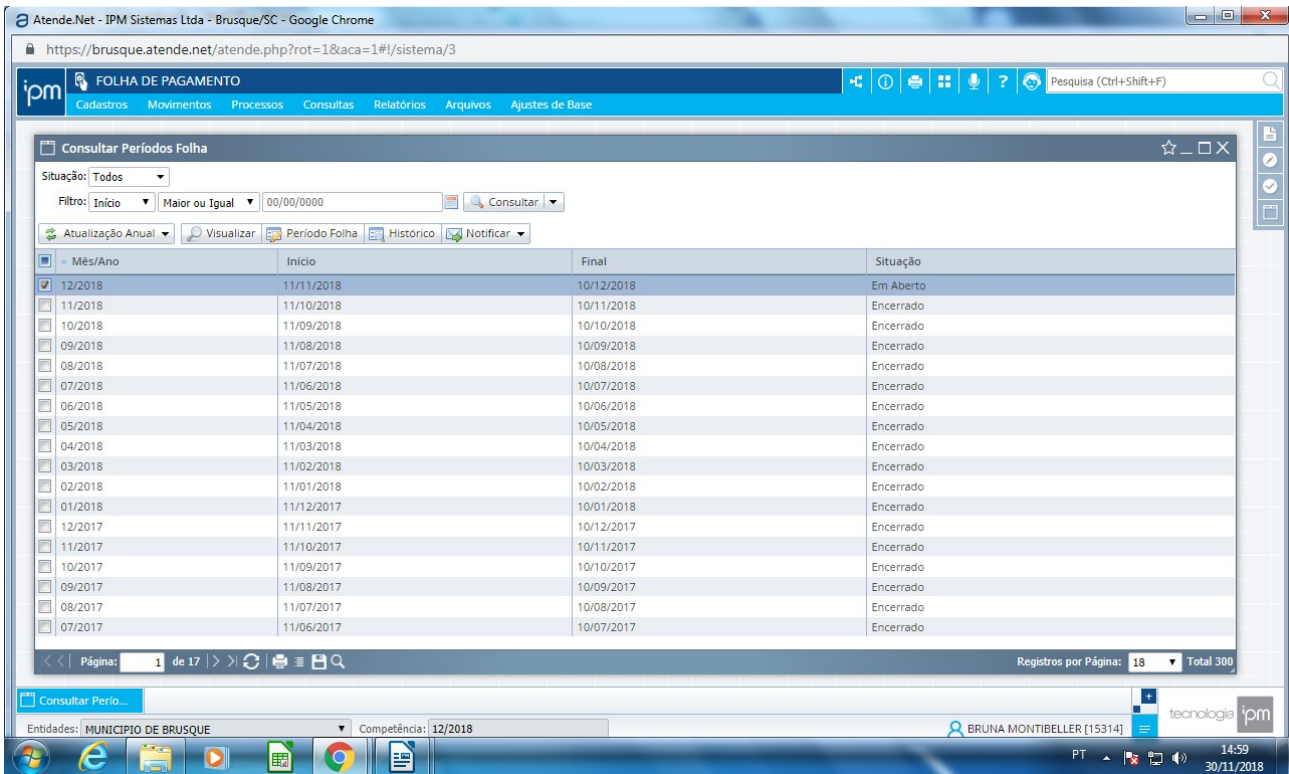 Atende.Net - IPM Sistemas Ltda - Brusque/SC - Google Chrome
https://brusque.atende.net/atende.php?rot=1&aca=1#!/sistema/3
ipm FOLHA DE PAGAMENTO ? Pesquisa (Ctrl+Shift+F)
Cadastros Movimentos Processos Consultas Relatórios Arquivos Ajustes de Base
Consultar Períodos Folha
Situação: Todos
Filtro: Início Maior ou Igual 00/00/0000 Consultar
Atualização Anual Visualizar Período Folha Histórico Notificar
Mês/Ano Início Final Situação
12/2018 11/11/2018 10/12/2018 Em Aberto
11/2018 11/10/2018 10/11/2018 Encerrado
10/2018 11/09/2018 10/10/2018 Encerrado
09/2018 11/08/2018 10/09/2018 Encerrado
08/2018 11/07/2018 10/08/2018 Encerrado
07/2018 11/06/2018 10/07/2018 Encerrado
06/2018 11/05/2018 10/06/2018 Encerrado
05/2018 11/04/2018 10/05/2018 Encerrado
04/2018 11/03/2018 10/04/2018 Encerrado
03/2018 11/02/2018 10/03/2018 Encerrado
02/2018 11/01/2018 10/02/2018 Encerrado
01/2018 11/12/2017 10/01/2018 Encerrado
12/2017 11/11/2017 10/12/2017 Encerrado
11/2017 11/10/2017 10/11/2017 Encerrado
10/2017 11/09/2017 10/10/2017 Encerrado
09/2017 11/08/2017 10/09/2017 Encerrado
08/2017 11/07/2017 10/08/2017 Encerrado
07/2017 11/06/2017 10/07/2017 Encerrado
Página: 1 de 17 Registros por Página: 18 Total 300
Consultar Perío...
tecnologia ipm
Entidades: MUNICIPIO DE BRUSQUE Competência: 12/2018 BRUNA MONTIBELLER [15314]
PT 14:59
30/11/2018